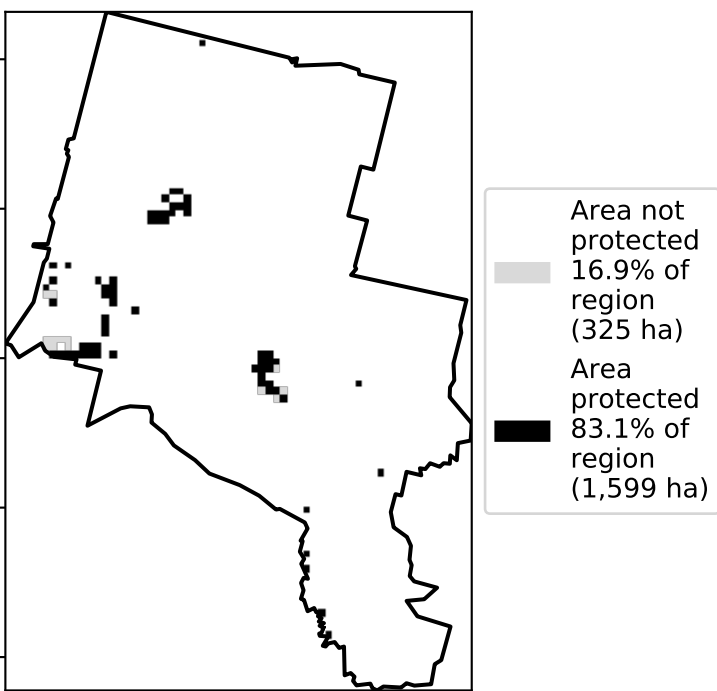 Area not
protected
16.9% of
region
(325 ha)
Area
protected
83.1% of
region
(1,599 ha)